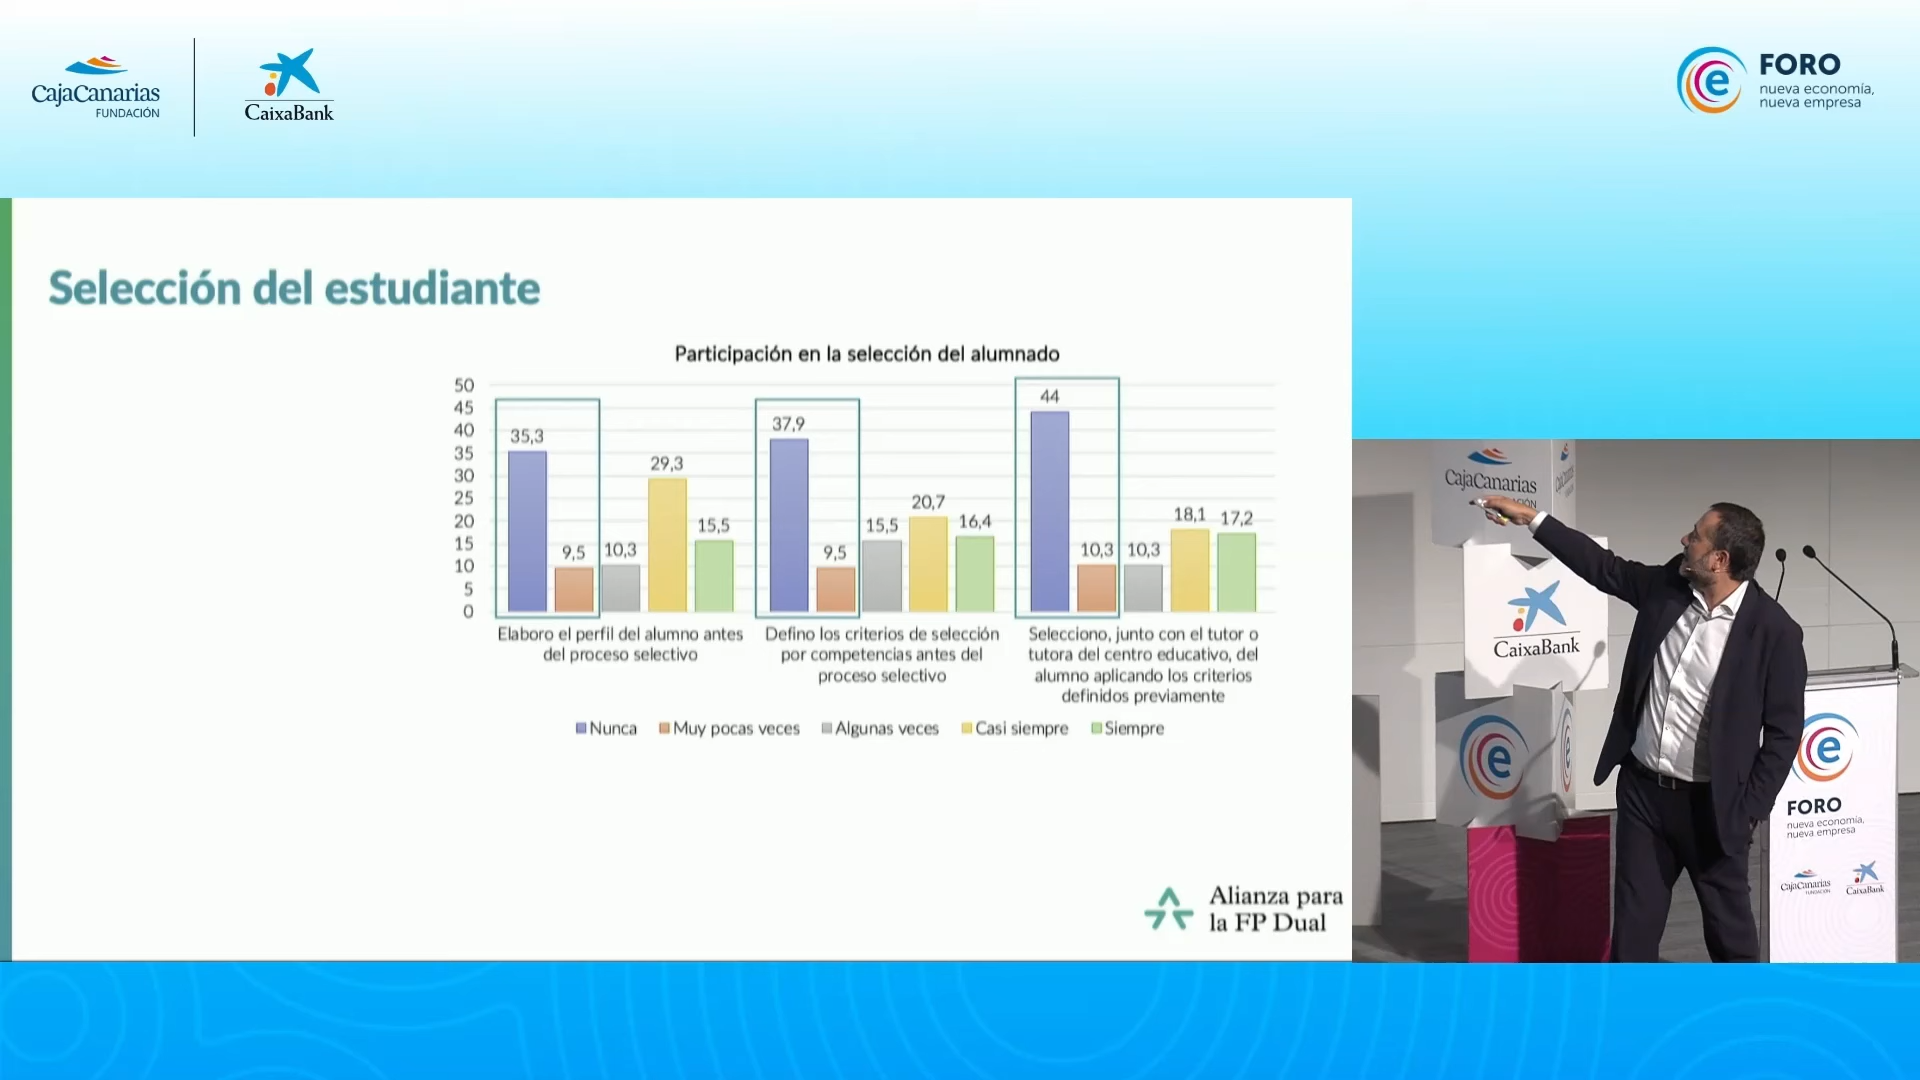 CajaCanarias
FUNDACIÓN
CaixaBank
FORO
nueva economía,
nueva empresa
Selección del estudiante
Participación en la selección del alumnado
50
45
40
35
30
25
20
15
10
5
0
35,3
9,5
10,3
29,3
15,5
37,9
9,5
15,5
20,7
16,4
44
10,3
10,3
18,1
17,2
Elaboro el perfil del alumno antes
del proceso selectivo
Defino los criterios de selección
por competencias antes del
proceso selectivo
Selecciono, junto con el tutor o
tutora del centro educativo, del
alumno aplicando los criterios
definidos previamente
Nunca
Muy pocas veces
Algunas veces
Casi siempre
Siempre
Alianza para
la FP Dual
CajaCanarias
CaixaBank
e
e
FORO
nueva economía,
nueva empresa
CajaCanarias
FUNDACIÓN
CaixaBank